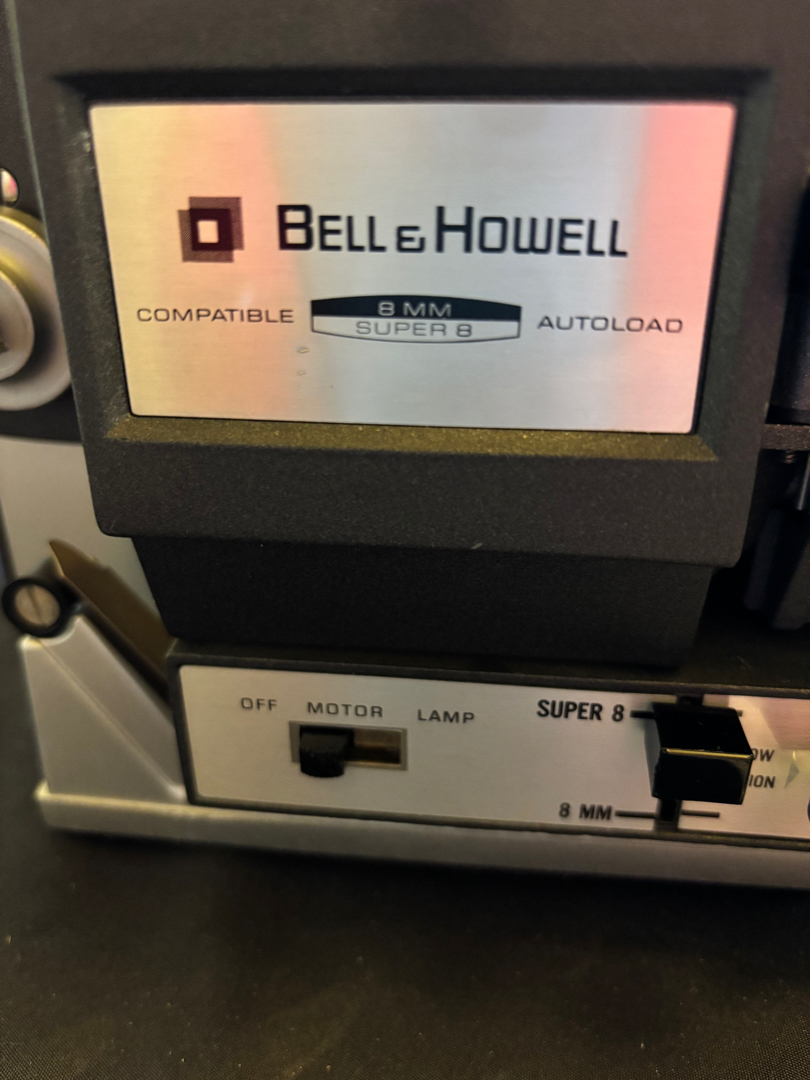 BELL & HOWELL
COMPATIBLE 8 MM AUTOLOAD
SUPER 8
OFF MOTOR LAMP
SUPER 8
8 MM